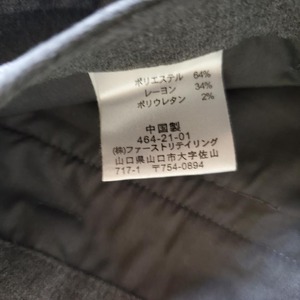 ポリエステル 64%
レーヨン 34%
ポリウレタン 2%
中国製
464-21-01
(株)ファーストリテイリング
山口県山口市大字佐山
717-1 〒754-0894